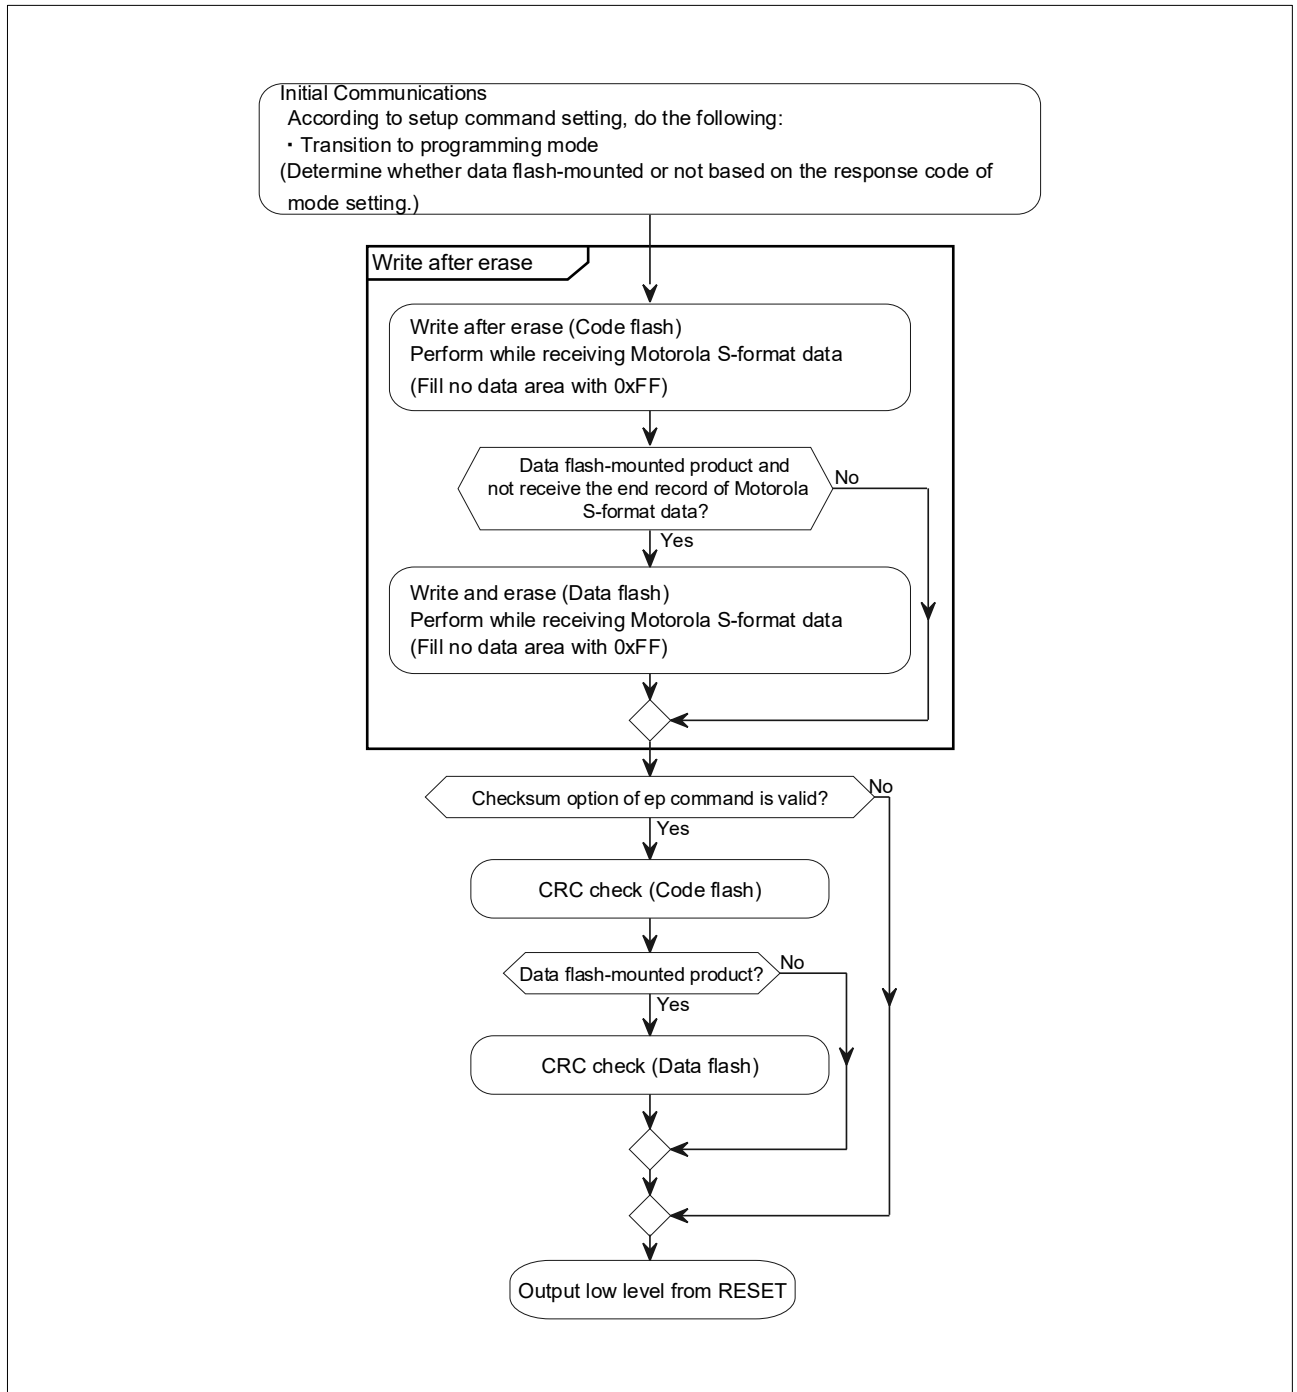 Initial Communications
According to setup command setting, do the following:
・Transition to programming mode
(Determine whether data flash-mounted or not based on the response code of
mode setting.)
Write after erase
Write after erase (Code flash)
Perform while receiving Motorola S-format data
(Fill no data area with 0xFF)
Data flash-mounted product and
not receive the end record of Motorola
S-format data?
No
Yes
Write and erase (Data flash)
Perform while receiving Motorola S-format data
(Fill no data area with 0xFF)
Checksum option of ep command is valid?
No
Yes
CRC check (Code flash)
Data flash-mounted product?
No
Yes
CRC check (Data flash)
Output low level from RESET